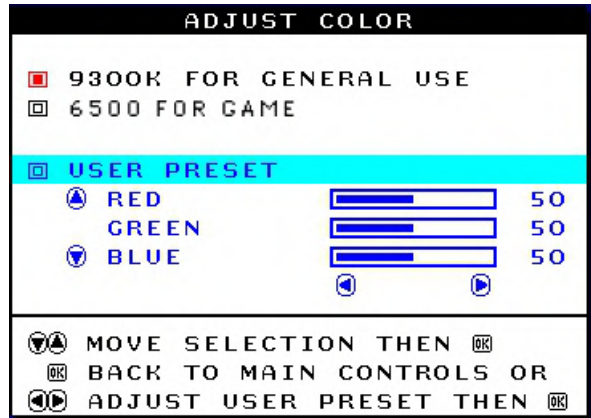 ADJUST COLOR
9300K FOR GENERAL USE
6500 FOR GAME
USER PRESET
RED 50
GREEN 50
BLUE 50
MOVE SELECTION THEN OK
OK BACK TO MAIN CONTROLS OR
ADJUST USER PRESET THEN OK